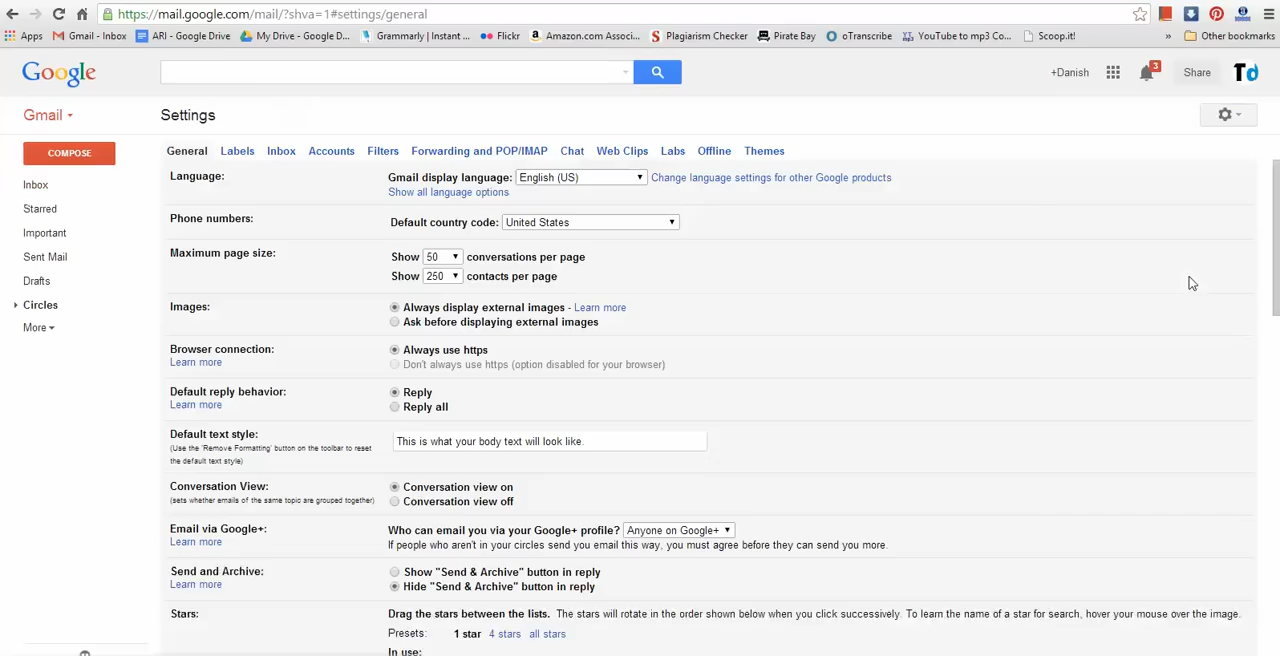 https://mail.google.com/mail/?shva=1#settings/general
Apps Gmail - Inbox ARI - Google Drive My Drive - Google D... Grammarly | Instant ... Flickr Amazon.com Associ... Plagiarism Checker Pirate Bay oTranscribe YouTube to mp3 Co... Scoop.it! » Other bookmarks
Google +Danish 3 Share Td
Gmail Settings
COMPOSE
Inbox
Starred
Important
Sent Mail
Drafts
Circles
More
General Labels Inbox Accounts Filters Forwarding and POP/IMAP Chat Web Clips Labs Offline Themes
Language: Gmail display language: English (US) Change language settings for other Google products
Show all language options
Phone numbers: Default country code: United States
Maximum page size: Show 50 conversations per page
Show 250 contacts per page
Images: Always display external images - Learn more
Ask before displaying external images
Browser connection: Always use https
Learn more Don't always use https (option disabled for your browser)
Default reply behavior: Reply
Learn more Reply all
Default text style:
(Use the 'Remove Formatting' button on the toolbar to reset
the default text style)
This is what your body text will look like.
Conversation View: Conversation view on
(sets whether emails of the same topic are grouped together) Conversation view off
Email via Google+: Who can email you via your Google+ profile? Anyone on Google+
Learn more If people who aren't in your circles send you email this way, you must agree before they can send you more.
Send and Archive: Show "Send & Archive" button in reply
Learn more Hide "Send & Archive" button in reply
Stars: Drag the stars between the lists. The stars will rotate in the order shown below when you click successively. To learn the name of a star for search, hover your mouse over the image.
Presets: 1 star 4 stars all stars
In use: